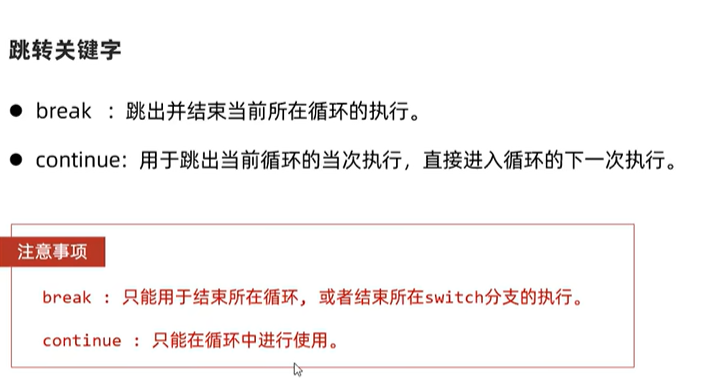 跳转关键字
● break ：跳出并结束当前所在循环的执行。
● continue：用于跳出当前循环的当次执行，直接进入循环的下一次执行。
注意事项
break : 只能用于结束所在循环, 或者结束所在switch分支的执行。
continue : 只能在循环中进行使用。